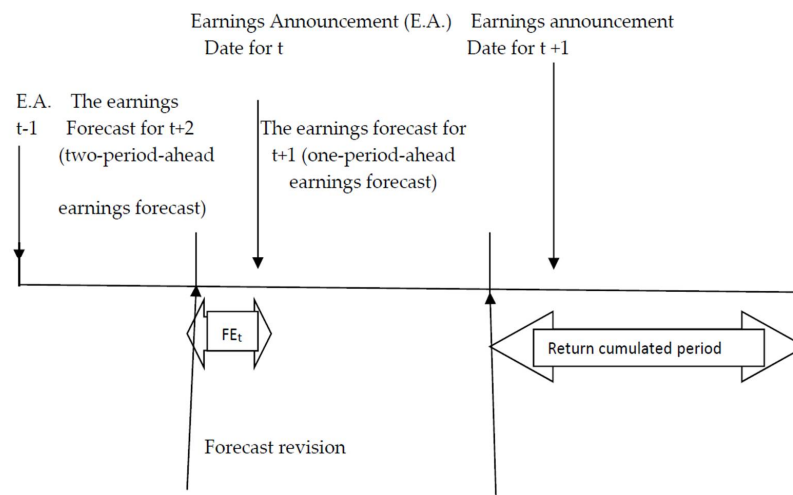 Earnings Announcement (E.A.)
Date for t
Earnings announcement
Date for t +1
E.A.
t-1
The earnings
Forecast for t+2
(two-period-ahead
earnings forecast)
The earnings forecast for
t+1 (one-period-ahead
earnings forecast)
FEt
Return cumulated period
Forecast revision